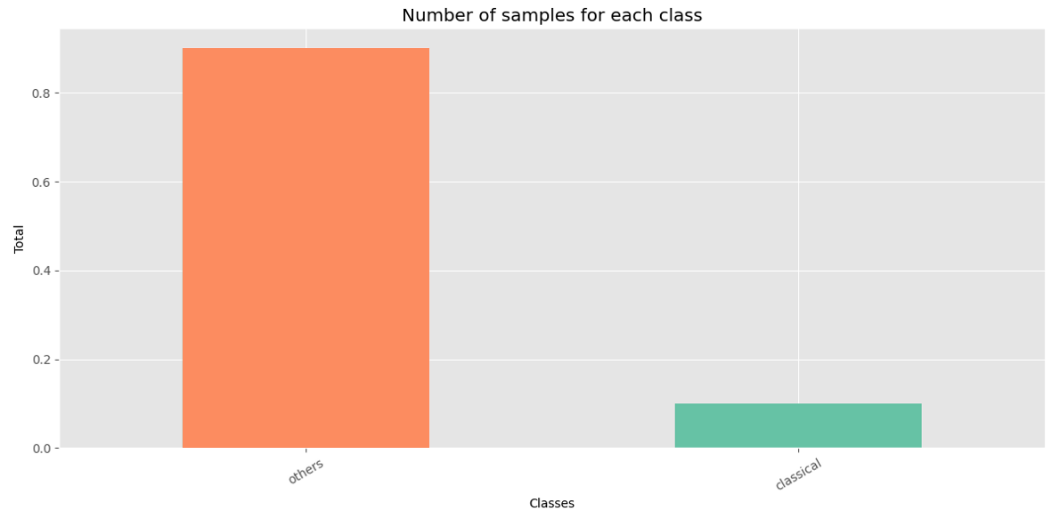 Number of samples for each class
Total
0.8
0.6
0.4
0.2
0.0
others
classical
Classes